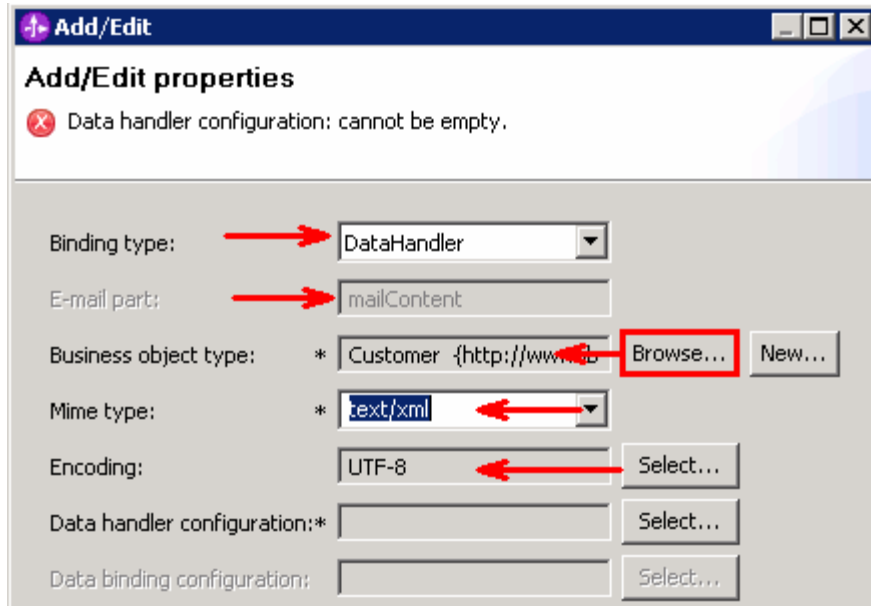 Add/Edit
Add/Edit properties
Data handler configuration: cannot be empty.
Binding type: DataHandler
E-mail part: mailContent
Business object type: * Customer {http://ww Browse... New...
Mime type: * text/xml
Encoding: UTF-8 Select...
Data handler configuration:* Select...
Data binding configuration: Select...